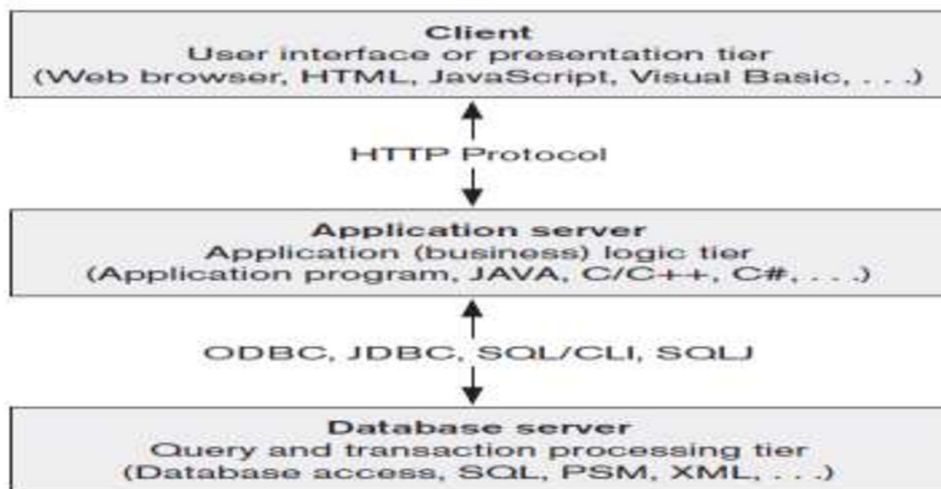 Client
User interface or presentation tier
(Web browser, HTML, JavaScript, Visual Basic, . . .)
HTTP Protocol
Application server
Application (business) logic tier
(Application program, JAVA, C/C++, C#, . . .)
ODBC, JDBC, SQL/CLI, SQLJ
Database server
Query and transaction processing tier
(Database access, SQL, PSM, XML, . . .)